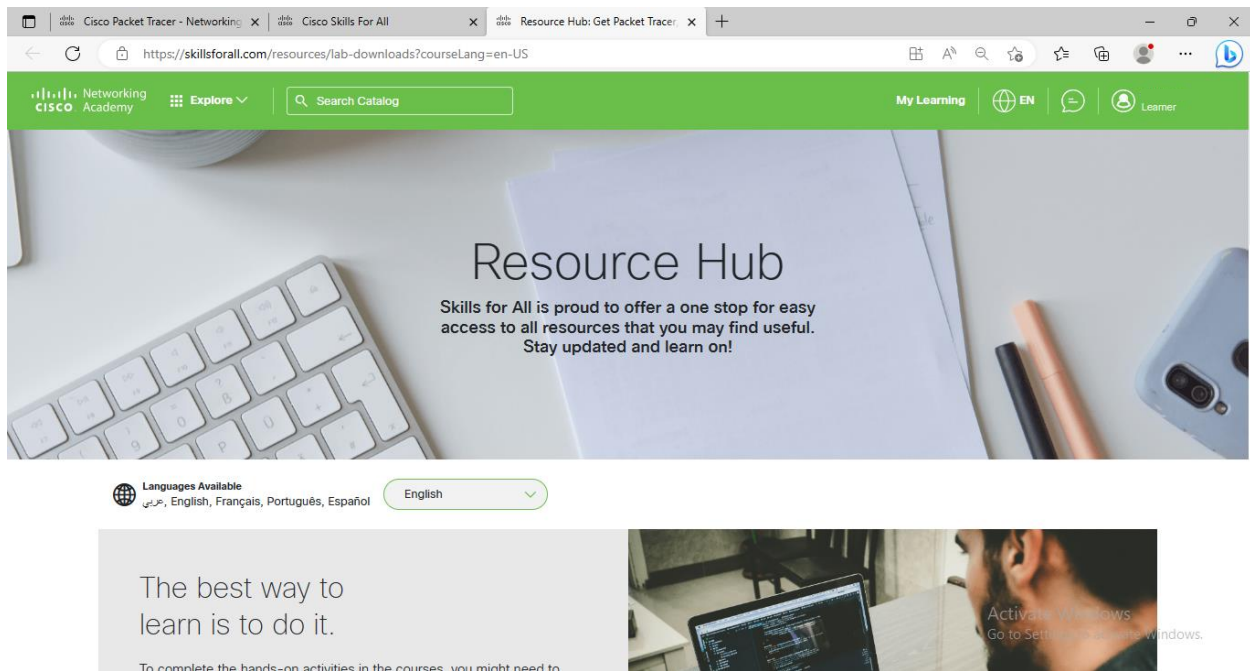 Cisco Packet Tracer - Networking
Cisco Skills For All
Resource Hub: Get Packet Tracer,
https://skillsforall.com/resources/lab-downloads?courseLang=en-US
CISCO Networking Academy
Explore
Search Catalog
My Learning
EN
Learner
Resource Hub
Skills for All is proud to offer a one stop for easy
access to all resources that you may find useful.
Stay updated and learn on!
Languages Available
عربي, English, Français, Português, Español
English
The best way to
learn is to do it.
To complete the hands-on activities in the courses, you might need to
Activate Windows
Go to Settings to activate Windows.